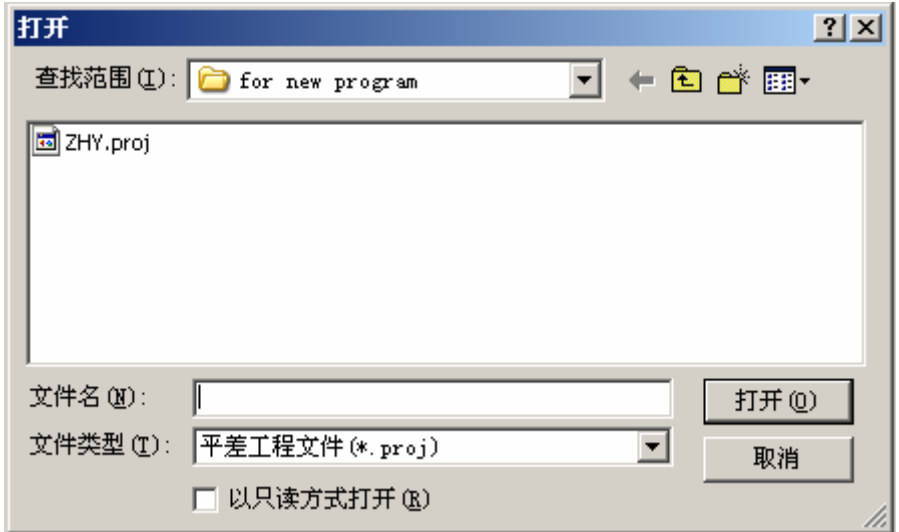 打开
查找范围(I): for new program
ZHY.proj
文件名(N): 打开(O)
文件类型(T): 平差工程文件(*.proj) 取消
以只读方式打开(R)